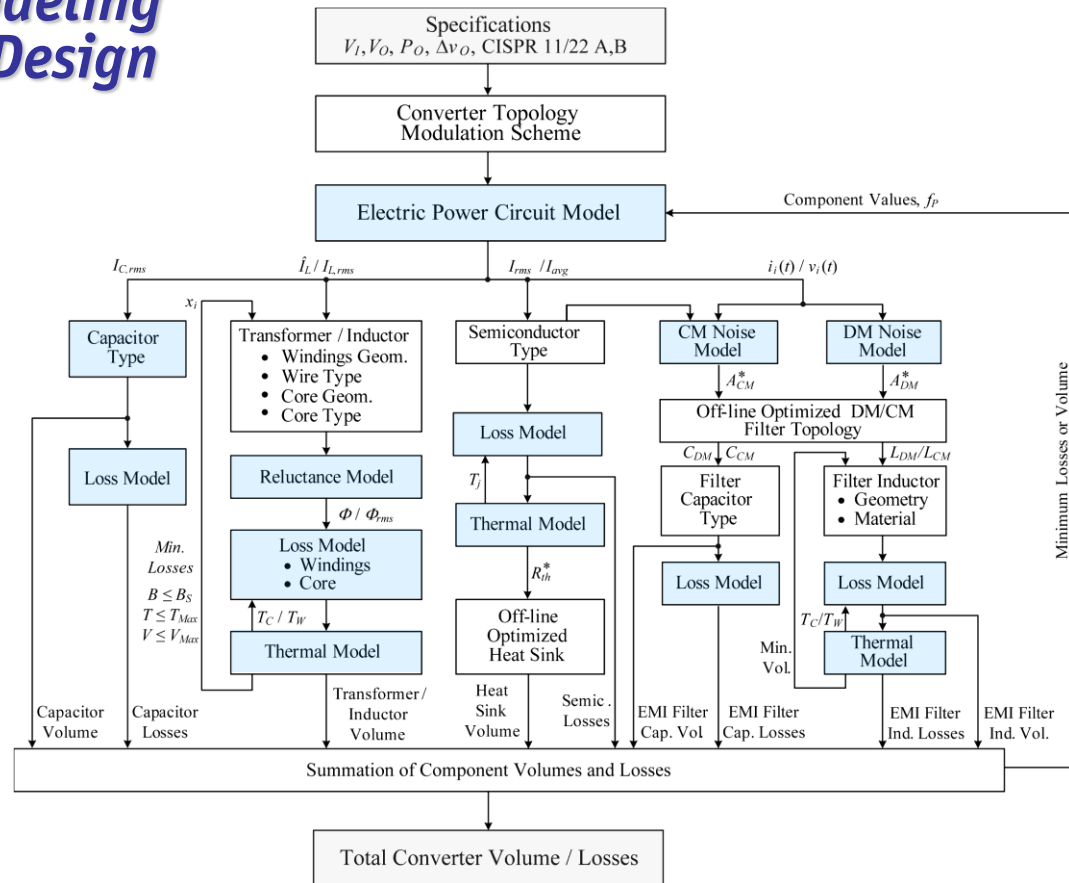 Design
Specifications
V_I, V_O, P_O, Δv_O, CISPR 11/22 A,B
Converter Topology
Modulation Scheme
Electric Power Circuit Model
Component Values, f_P
I_C,rms
Î_L / I_L,rms
I_rms / I_avg
i_i(t) / v_i(t)
x_i
Capacitor
Type
Transformer / Inductor
• Windings Geom.
• Wire Type
• Core Geom.
• Core Type
Semiconductor
Type
CM Noise
Model
DM Noise
Model
A*_CM
A*_DM
Off-line Optimized DM/CM
Filter Topology
C_DM C_CM
L_DM/L_CM
Loss Model
Reluctance Model
Φ / Φ_rms
Loss Model
• Windings
• Core
T_C / T_W
Thermal Model
Min.
Losses
B ≤ B_S
T ≤ T_Max
V ≤ V_Max
Loss Model
T_j
Thermal Model
R*_th
Off-line
Optimized
Heat Sink
Filter
Capacitor
Type
Loss Model
Filter Inductor
• Geometry
• Material
Loss Model
T_C/T_W
Thermal
Model
Min.
Vol.
Minimum Losses or Volume
Capacitor
Volume
Capacitor
Losses
Transformer/
Inductor
Volume
Heat
Sink
Volume
Semic.
Losses
EMI Filter
Cap. Vol.
EMI Filter
Cap. Losses
EMI Filter
Ind. Losses
EMI Filter
Ind. Vol.
Summation of Component Volumes and Losses
Total Converter Volume / Losses